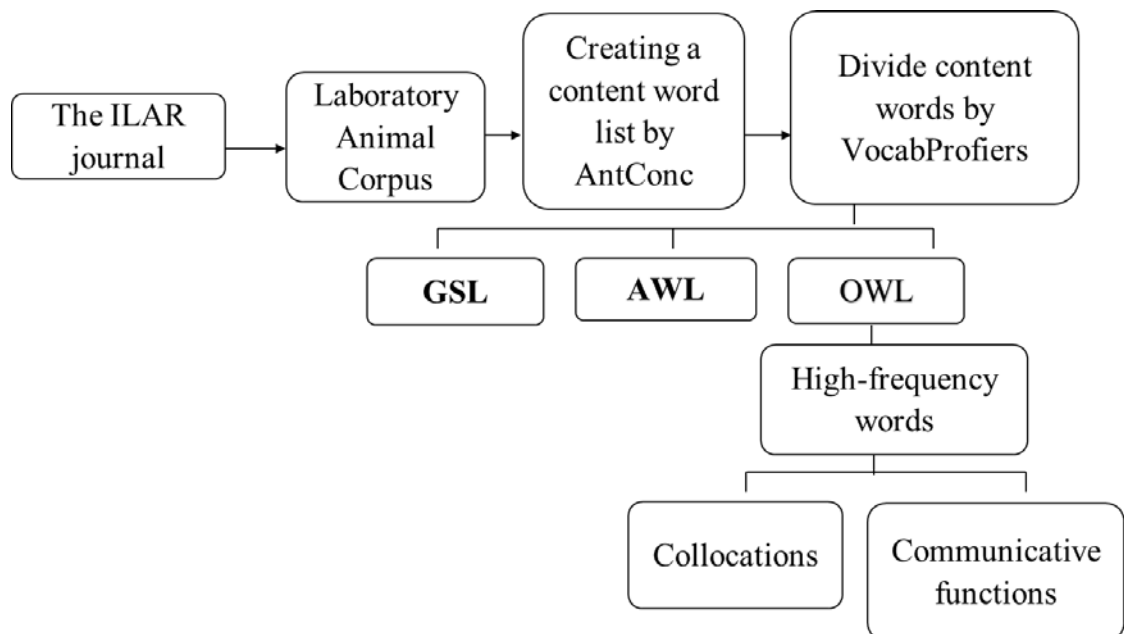 The ILAR
journal
Laboratory
Animal
Corpus
Creating a
content word
list by
AntConc
Divide content
words by
VocabProfiers
GSL
AWL
OWL
High-frequency
words
Collocations
Communicative
functions